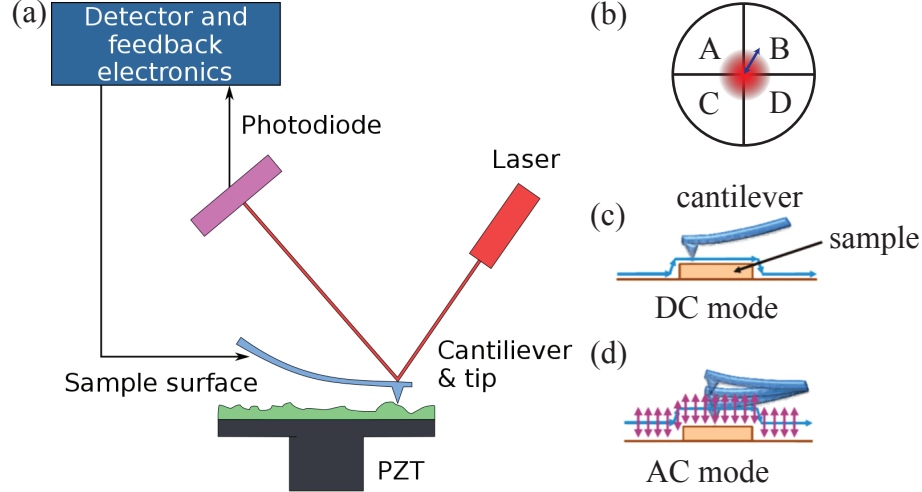 (a)
Detector and
feedback
electronics
Photodiode
Laser
Cantiliever
& tip
Sample surface
PZT
(b)
A B
C D
(c)
cantilever
sample
DC mode
(d)
AC mode